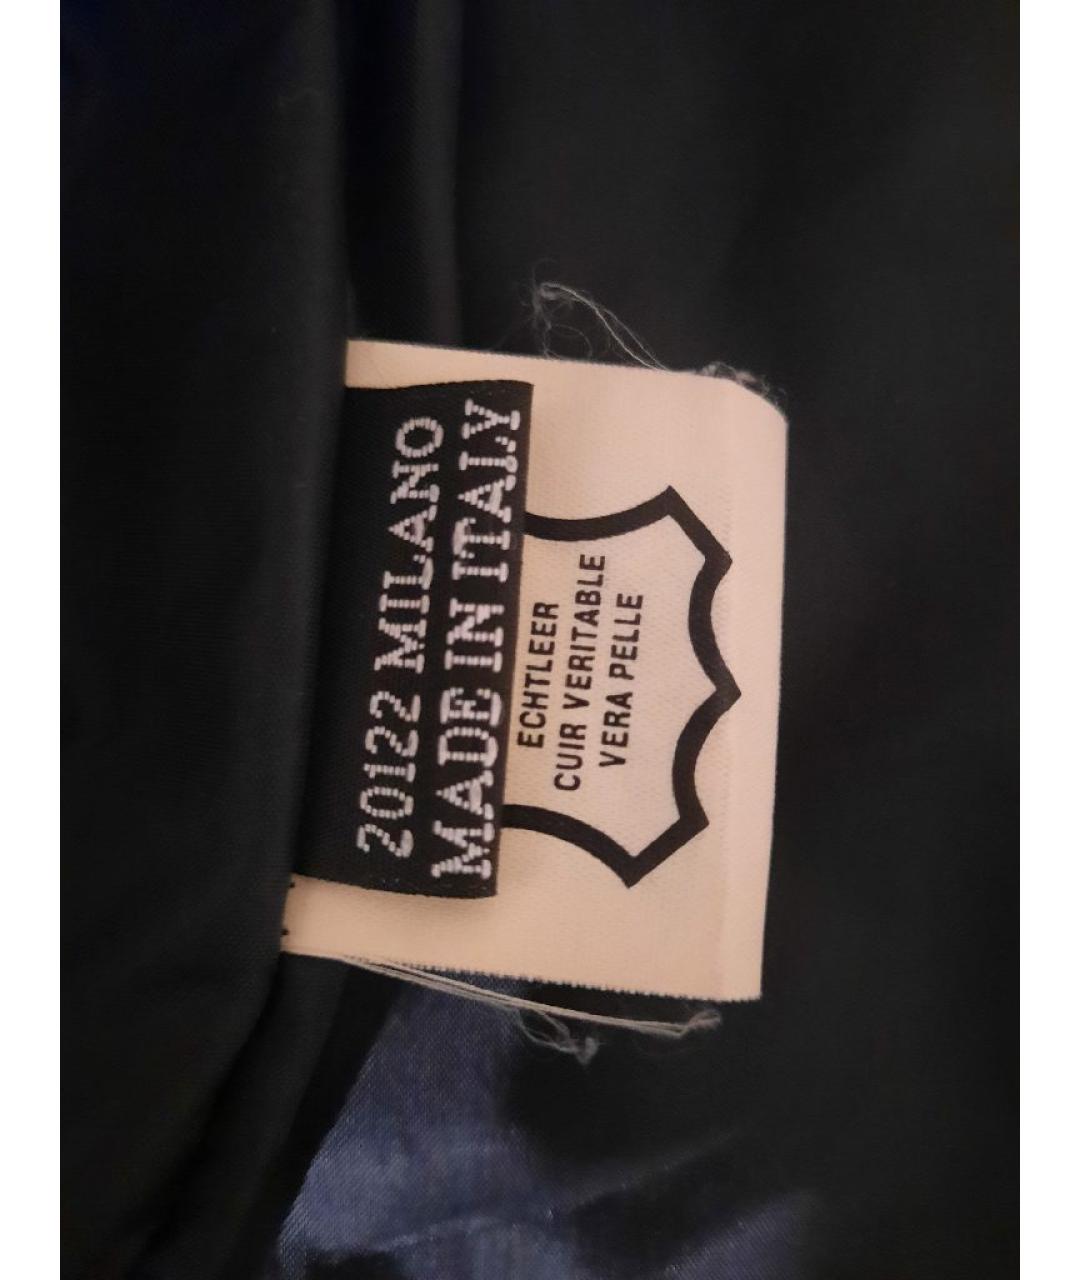 20122 MILANO
MADE IN ITALY
ECHTLEER
CUIR VERITABLE
VERA PELLE